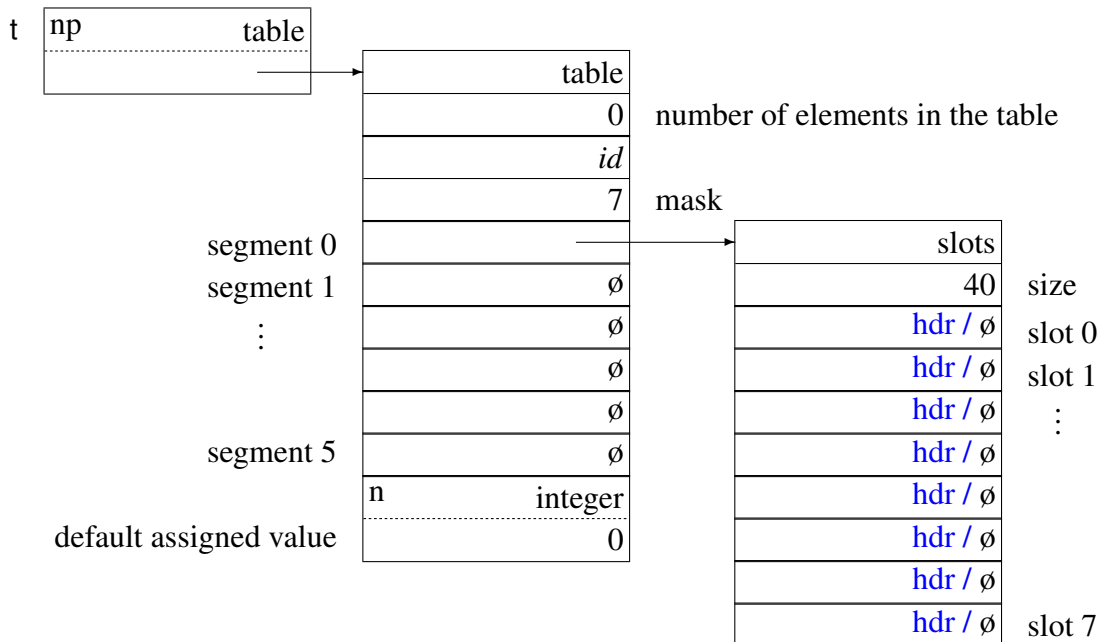 t np table
table
0 number of elements in the table
id
7 mask
segment 0 slots
segment 1 ø 40 size
⋮ ø hdr / ø slot 0
ø hdr / ø slot 1
ø hdr / ø ⋮
segment 5 ø hdr / ø
n integer hdr / ø
default assigned value 0 hdr / ø
hdr / ø
hdr / ø slot 7